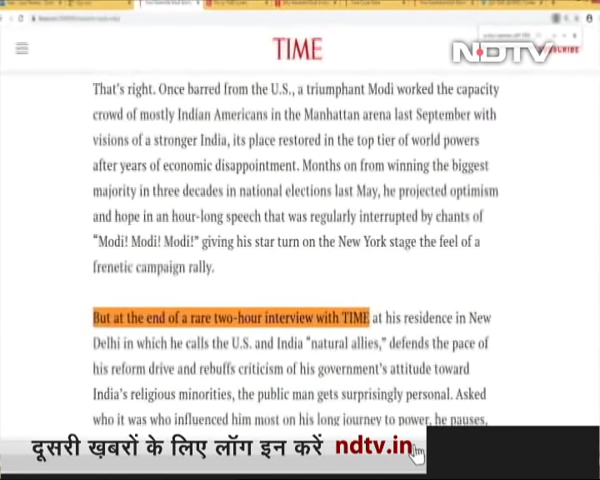 TIME
NDTV
That's right. Once barred from the U.S., a triumphant Modi worked the capacity
crowd of mostly Indian Americans in the Manhattan arena last September with
visions of a stronger India, its place restored in the top tier of world powers
after years of economic disappointment. Months on from winning the biggest
majority in three decades in national elections last May, he projected optimism
and hope in an hour-long speech that was regularly interrupted by chants of
"Modi! Modi! Modi!" giving his star turn on the New York stage the feel of a
frenetic campaign rally.
But at the end of a rare two-hour interview with TIME at his residence in New
Delhi in which he calls the U.S. and India "natural allies," defends the pace of
his reform drive and rebuffs criticism of his government's attitude toward
India's religious minorities, the public man gets surprisingly personal. Asked
who it was who influenced him most on his long journey to power, he pauses,
दूसरी ख़बरों के लिए लॉग इन करें ndtv.in